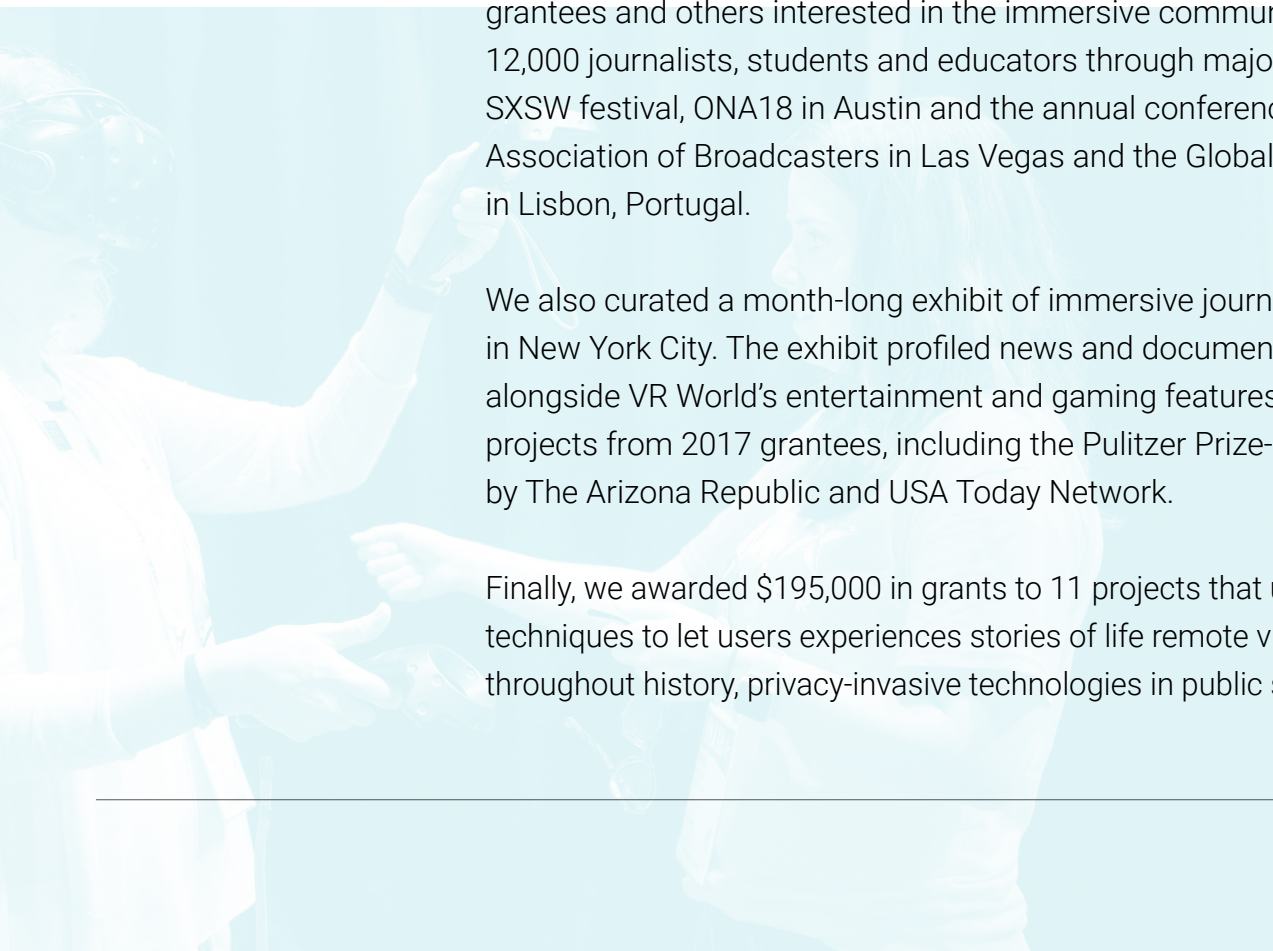 grantees and others interested in the immersive commun
12,000 journalists, students and educators through majo
SXSW festival, ONA18 in Austin and the annual conferenc
Association of Broadcasters in Las Vegas and the Global
in Lisbon, Portugal.
We also curated a month-long exhibit of immersive journ
in New York City. The exhibit profiled news and documen
alongside VR World’s entertainment and gaming features
projects from 2017 grantees, including the Pulitzer Prize-
by The Arizona Republic and USA Today Network.
Finally, we awarded $195,000 in grants to 11 projects that u
techniques to let users experiences stories of life remote v
throughout history, privacy-invasive technologies in public s